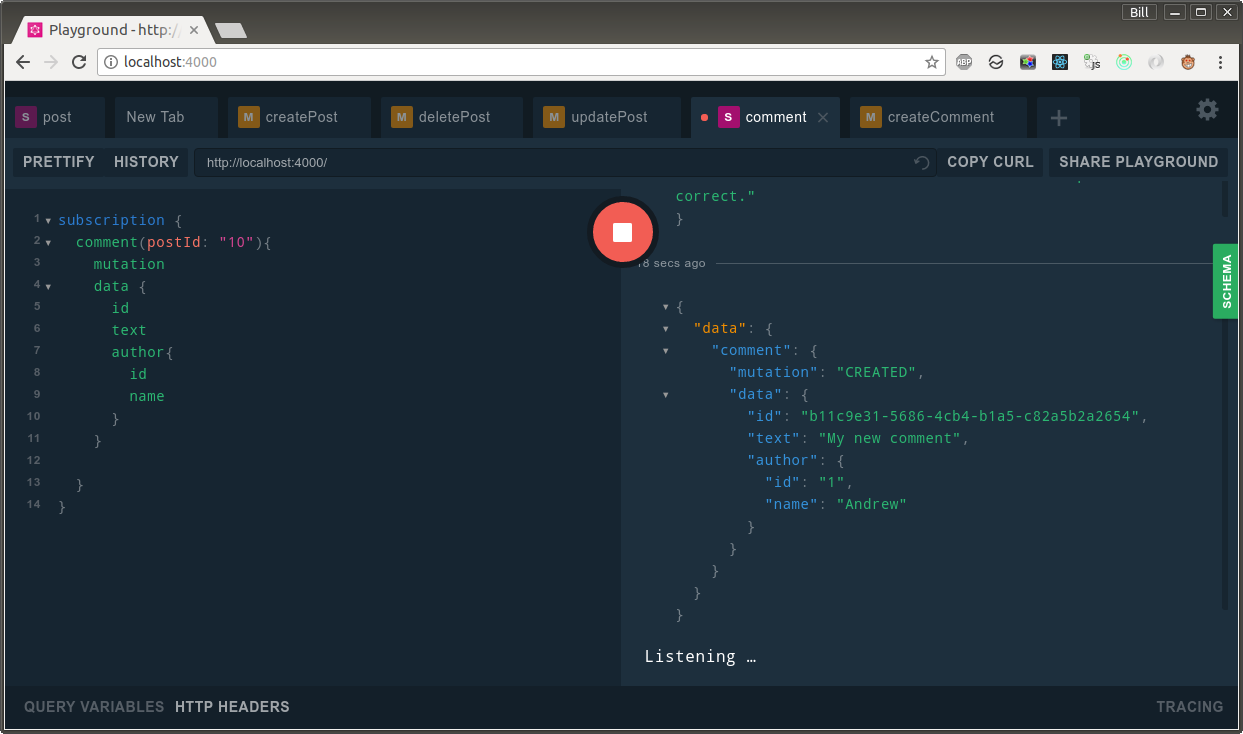 Bill
Playground - http:/
localhost:4000
ABP
JS
S post
New Tab
M createPost
M deletePost
M updatePost
S comment
M createComment
PRETTIFY
HISTORY
http://localhost:4000/
COPY CURL
SHARE PLAYGROUND
1 subscription {
2 comment(postId: "10"){
3 mutation
4 data {
5 id
6 text
7 author{
8 id
9 name
10 }
11 }
12
13 }
14 }
correct."
}
18 secs ago
{
"data": {
"comment": {
"mutation": "CREATED",
"data": {
"id": "b11c9e31-5686-4cb4-b1a5-c82a5b2a2654",
"text": "My new comment",
"author": {
"id": "1",
"name": "Andrew"
}
}
}
}
}
Listening …
SCHEMA
QUERY VARIABLES
HTTP HEADERS
TRACING